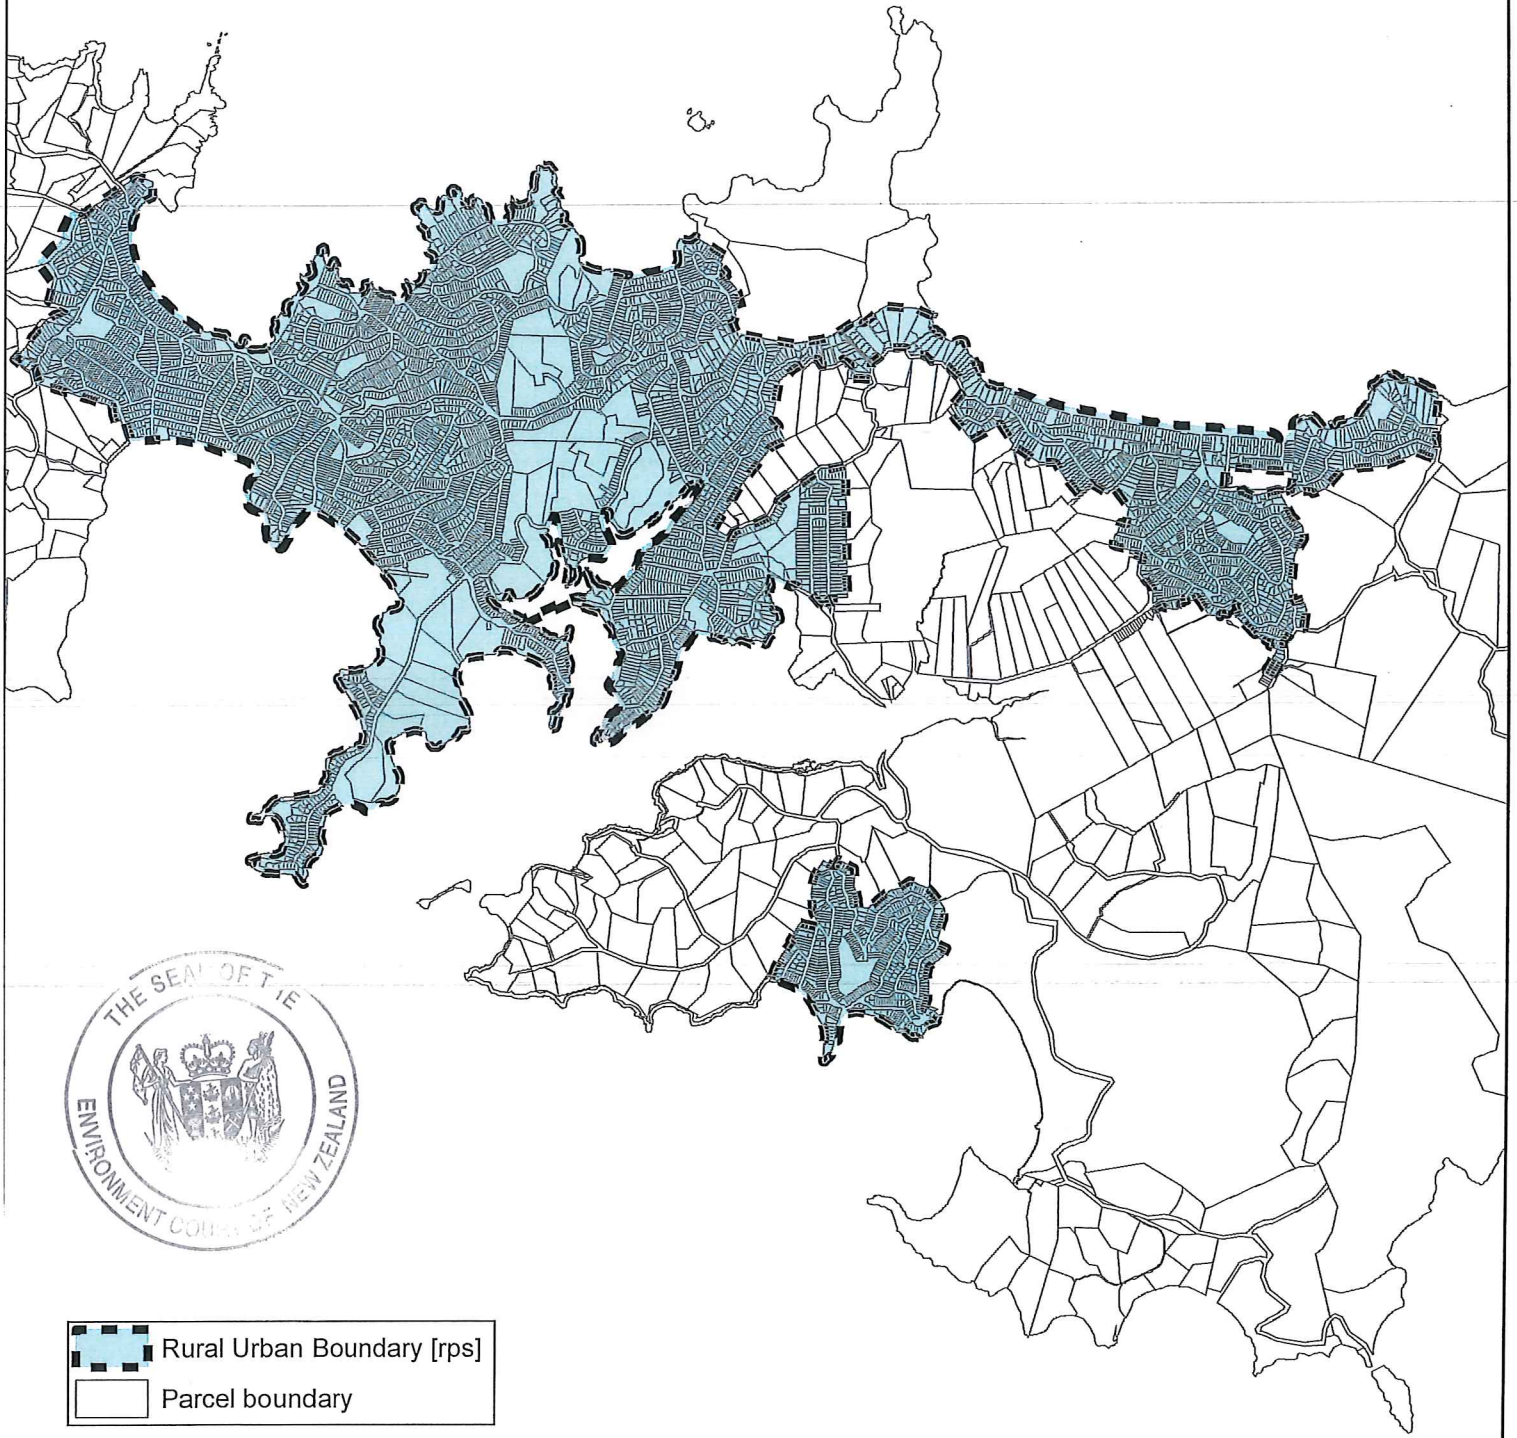 THE SEAL OF THE
ENVIRONMENT COURT OF NEW ZEALAND
Rural Urban Boundary [rps]
Parcel boundary